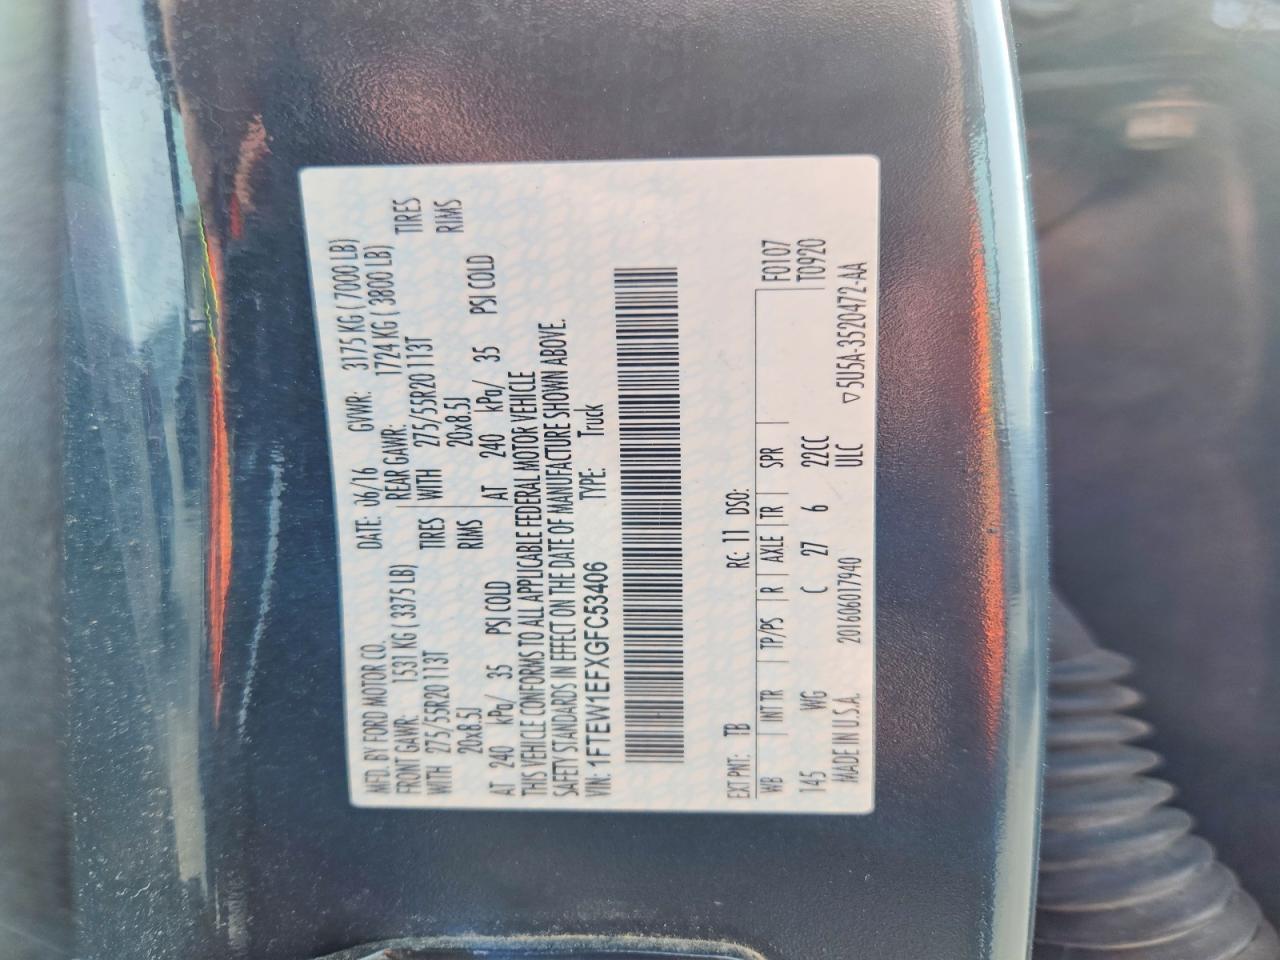 MFD. BY FORD MOTOR CO.
DATE: 06/16 GVWR: 3175 KG ( 7000 LB)
FRONT GAWR: 1531 KG ( 3375 LB)
REAR GAWR: 1724 KG ( 3800 LB)
WITH 275/55R20 113T TIRES
WITH 275/55R20 113T TIRES
20x8.5J RIMS
20x8.5J RIMS
AT 240 kPa/ 35 PSI COLD
AT 240 kPa/ 35 PSI COLD
THIS VEHICLE CONFORMS TO ALL APPLICABLE FEDERAL MOTOR VEHICLE
SAFETY STANDARDS IN EFFECT ON THE DATE OF MANUFACTURE SHOWN ABOVE.
VIN: 1FTEW1EFXGFC53406 TYPE: Truck
EXT PNT: TB RC: 11 DSO: F0107
WB INT TR TP/PS R AXLE TR SPR T0920
145 WG C 27 6 22CC
ULC
MADE IN U.S.A. 201606017940 ▽5U5A-3520472-AA